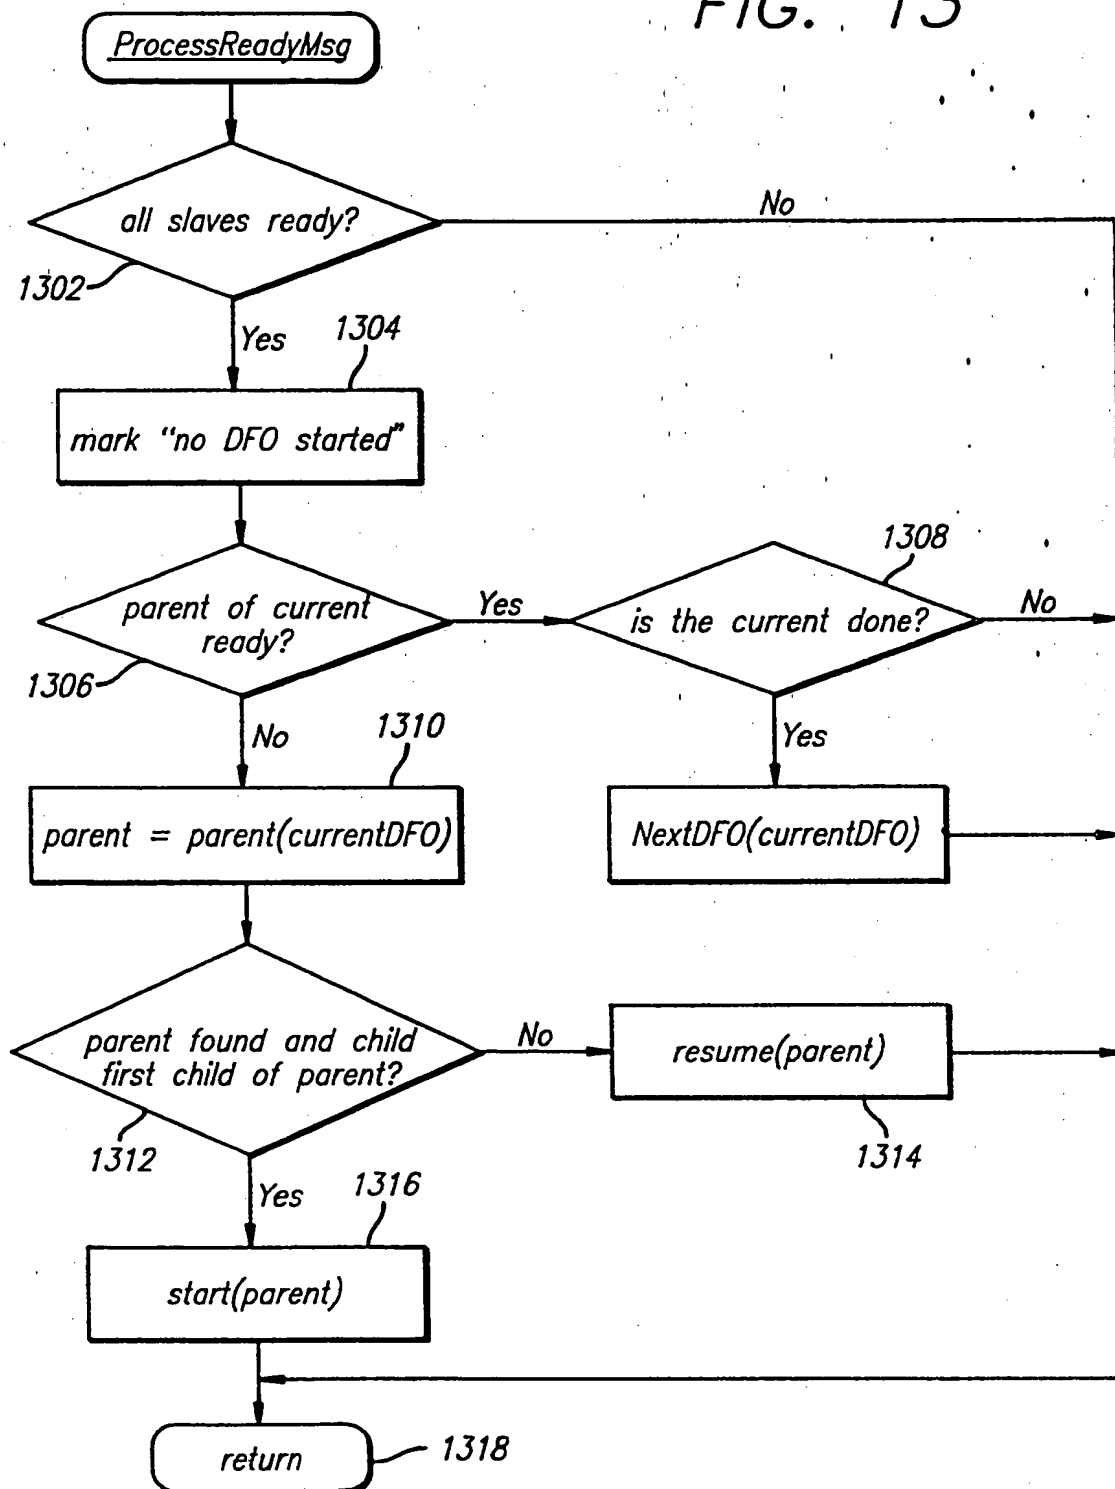 FIG. 13
ProcessReadyMsg
all slaves ready?
No
1302
Yes
1304
mark "no DFO started"
1308
parent of current
ready?
Yes
is the current done?
No
1306
No
1310
Yes
parent = parent(currentDFO)
NextDFO(currentDFO)
parent found and child
first child of parent?
No
resume(parent)
1312
1314
Yes
1316
start(parent)
return
1318